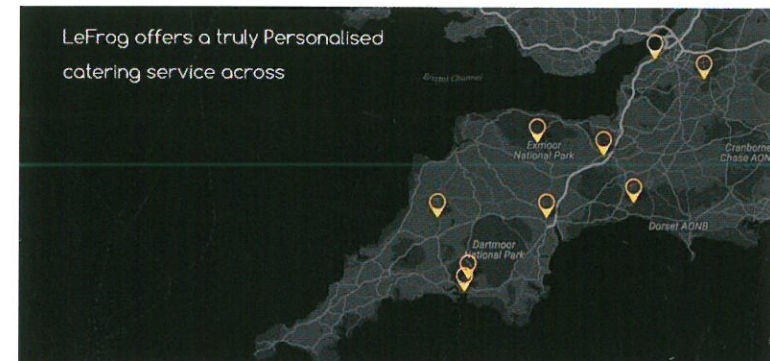 LeFrog offers a truly Personalised
catering service across
Bristol Channel
Exmoor
National Park
Cranborne
Chase AON
Dorset AONB
Dartmoor
National Park